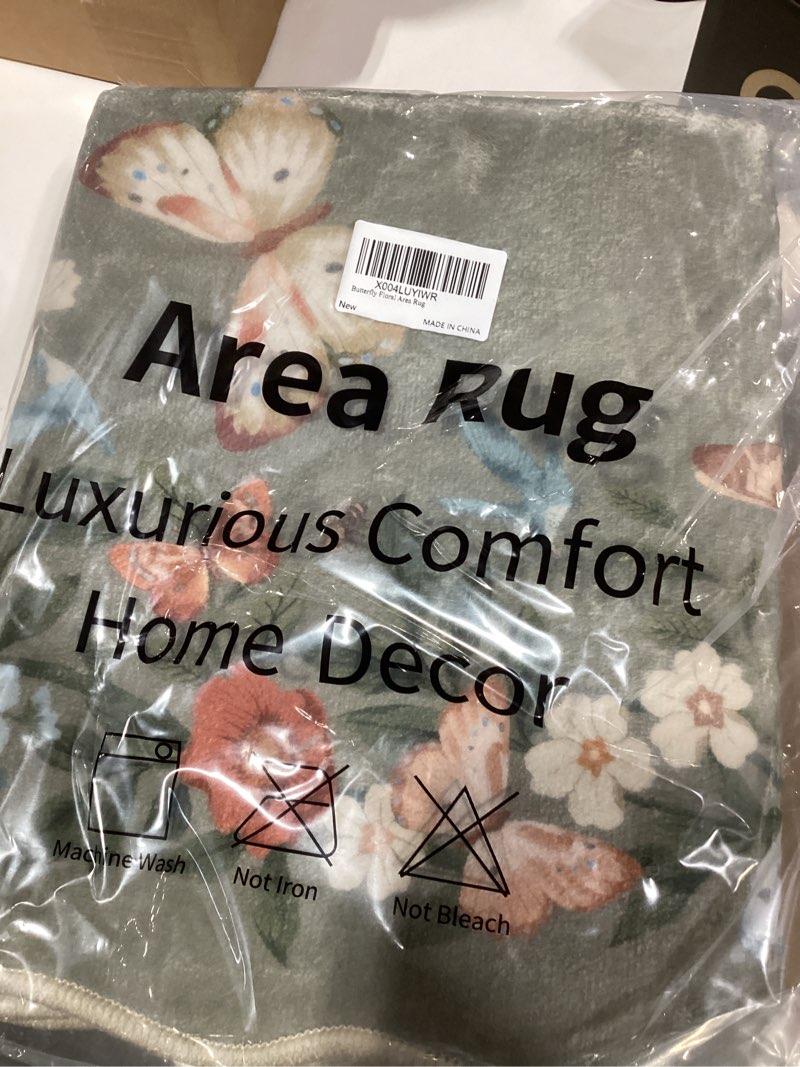 X004LUYIWR
Butterfly Floral Area Rug
New
MADE IN CHINA
Area Rug
Luxurious Comfort
Home Decor
Machine Wash
Not Iron
Not Bleach